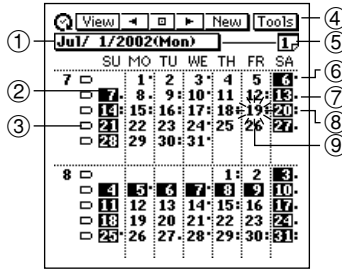 View ◄ ► New Tools ④
① Jul/ 1/2002(Mon) 1 ⑤
SU MO TU WE TH FR SA
7 1 2 3 4 5 6 ⑥
② 7 8 9 10 11 12 13 ⑦
14 15 16 17 18 19 20 ⑧
③ 21 22 23 24 25 26 27
28 29 30 31 ⑨
8 1 2 3
4 5 6 7 8 9 10
11 12 13 14 15 16 17
18 19 20 21 22 23 24
25 26 27 28 29 30 31